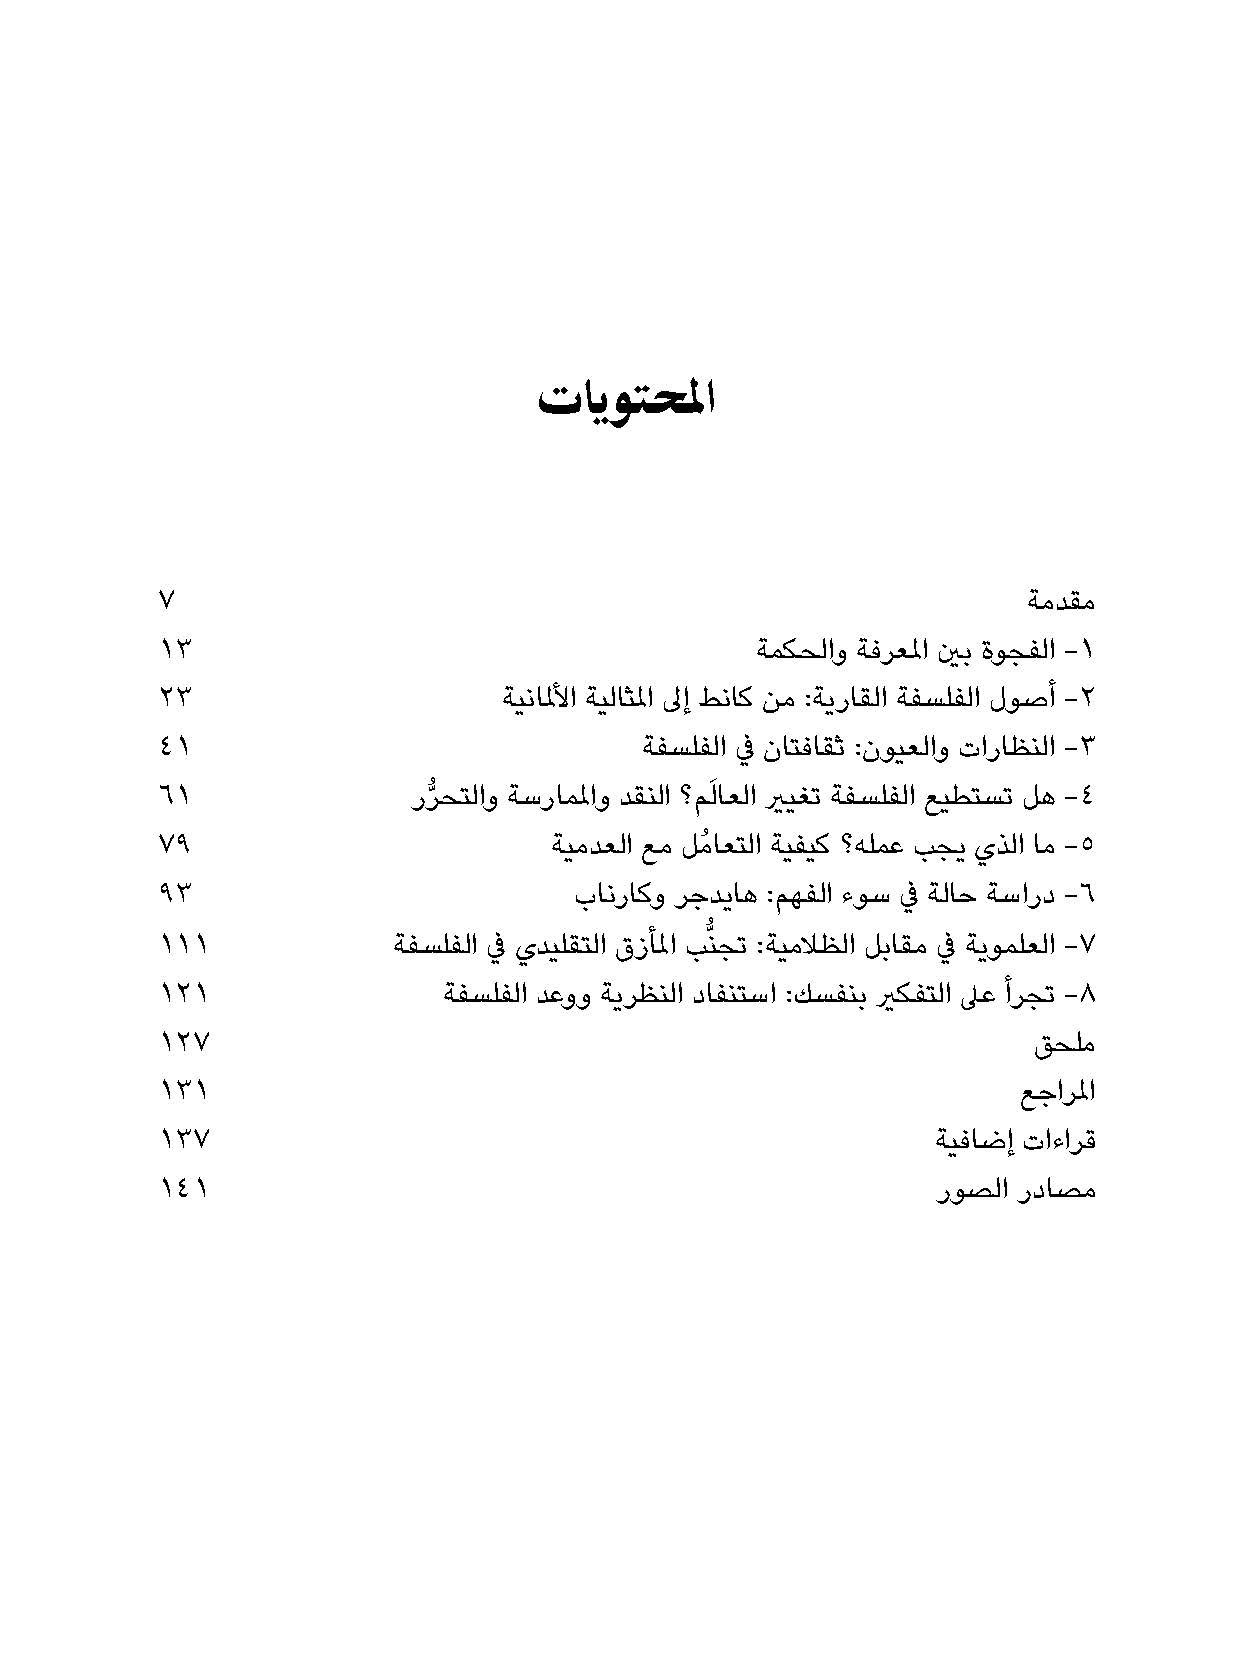 المحتويات
مقدمة ٧
١- الفجوة بين المعرفة والحكمة ١٣
٢- أصول الفلسفة القارية: من كانط إلى المثالية الألمانية ٢٣
٣- النظارات والعيون: ثقافتان في الفلسفة ٤١
٤- هل تستطيع الفلسفة تغيير العالَم؟ النقد والممارسة والتحرُّر ٦١
٥- ما الذي يجب عمله؟ كيفية التعامُل مع العدمية ٧٩
٦- دراسة حالة في سوء الفهم: هايدجر وكارناب ٩٣
٧- العلموية في مقابل الظلامية: تجنُّب المأزق التقليدي في الفلسفة ١١١
٨- تجرأ على التفكير بنفسك: استنفاد النظرية ووعد الفلسفة ١٢١
ملحق ١٢٧
المراجع ١٣١
قراءات إضافية ١٣٧
مصادر الصور ١٤١